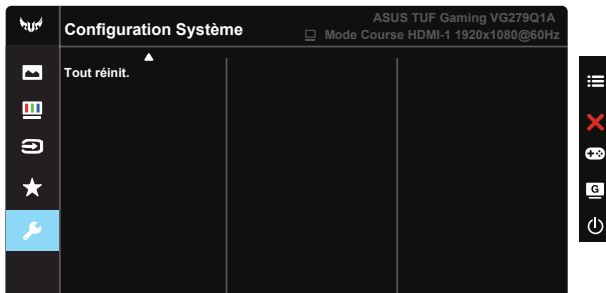 Configuration Système
ASUS TUF Gaming VG279Q1A
Mode Course HDMI-1 1920x1080@60Hz
Tout réinit.
G